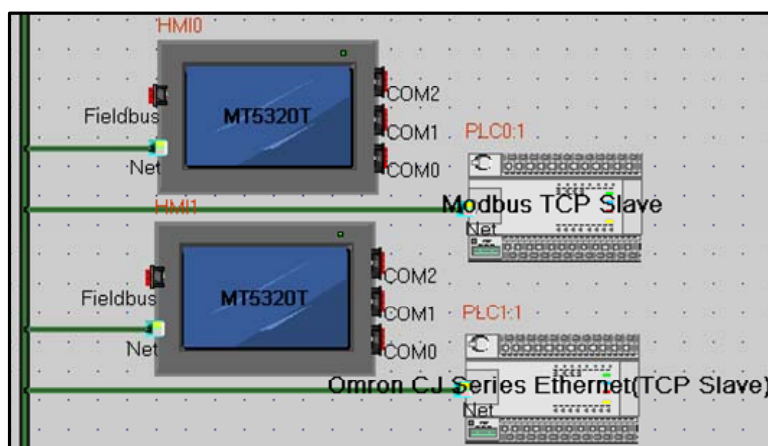 HMI0
MT5320T
COM2
COM1
COM0
Fieldbus
Net
PLC0:1
Modbus TCP Slave
Net
HMI1
MT5320T
COM2
COM1
COM0
Fieldbus
Net
PLC1:1
Omron CJ Series Ethernet(TCP Slave)
Net